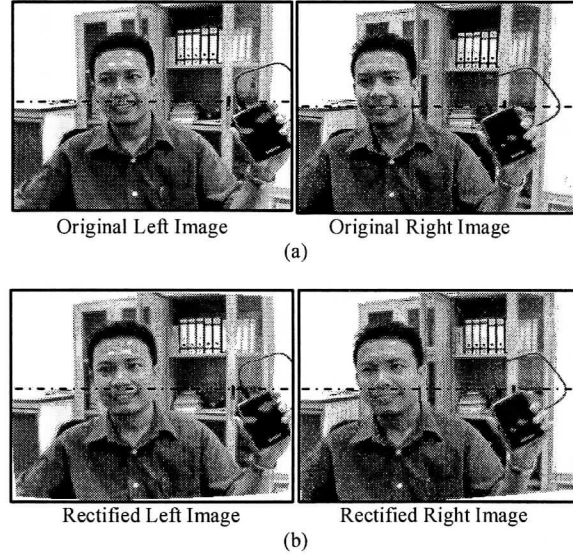 Original Left Image
Original Right Image
(a)
Rectified Left Image
Rectified Right Image
(b)